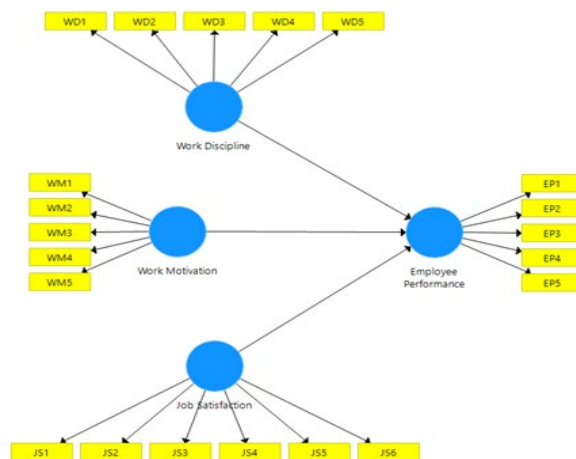 WD1 WD2 WD3 WD4 WD5
Work Discipline
WM1
WM2
WM3
WM4
WM5
Work Motivation
EP1
EP2
EP3
EP4
EP5
Employee
Performance
Job Satisfaction
JS1 JS2 JS3 JS4 JS5 JS6